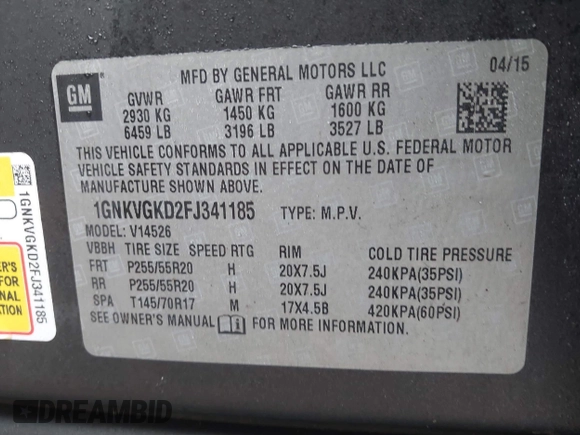 GM
MFD BY GENERAL MOTORS LLC
04/15
GVWR GAWR FRT GAWR RR
2930 KG 1450 KG 1600 KG
6459 LB 3196 LB 3527 LB
THIS VEHICLE CONFORMS TO ALL APPLICABLE U.S. FEDERAL MOTOR
VEHICLE SAFETY STANDARDS IN EFFECT ON THE DATE OF
MANUFACTURE SHOWN ABOVE.
1GNKVGKD2FJ341185 TYPE: M.P.V.
MODEL: V14526
VBBH TIRE SIZE SPEED RTG RIM COLD TIRE PRESSURE
FRT P255/55R20 H 20X7.5J 240KPA(35PSI)
RR P255/55R20 H 20X7.5J 240KPA(35PSI)
SPA T145/70R17 M 17X4.5B 420KPA(60PSI)
SEE OWNER'S MANUAL FOR MORE INFORMATION.
1GNKVGKD2FJ341185
ER'S
FOR
NAL
ATION
DREAMBID